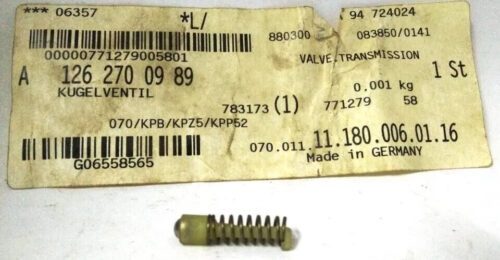 *** 06357
*L/
A 94 724024
880300
083850/0141
00000771279005801
VALVE,TRANSMISSION
A 126 270 09 89
1 St
KUGELVENTIL
0,001 kg
783173 (1)
771279 58
070/KPB/KPZ5/KPP52
070.011. 11.180.006.01.16
G06558565
Made in GERMANY